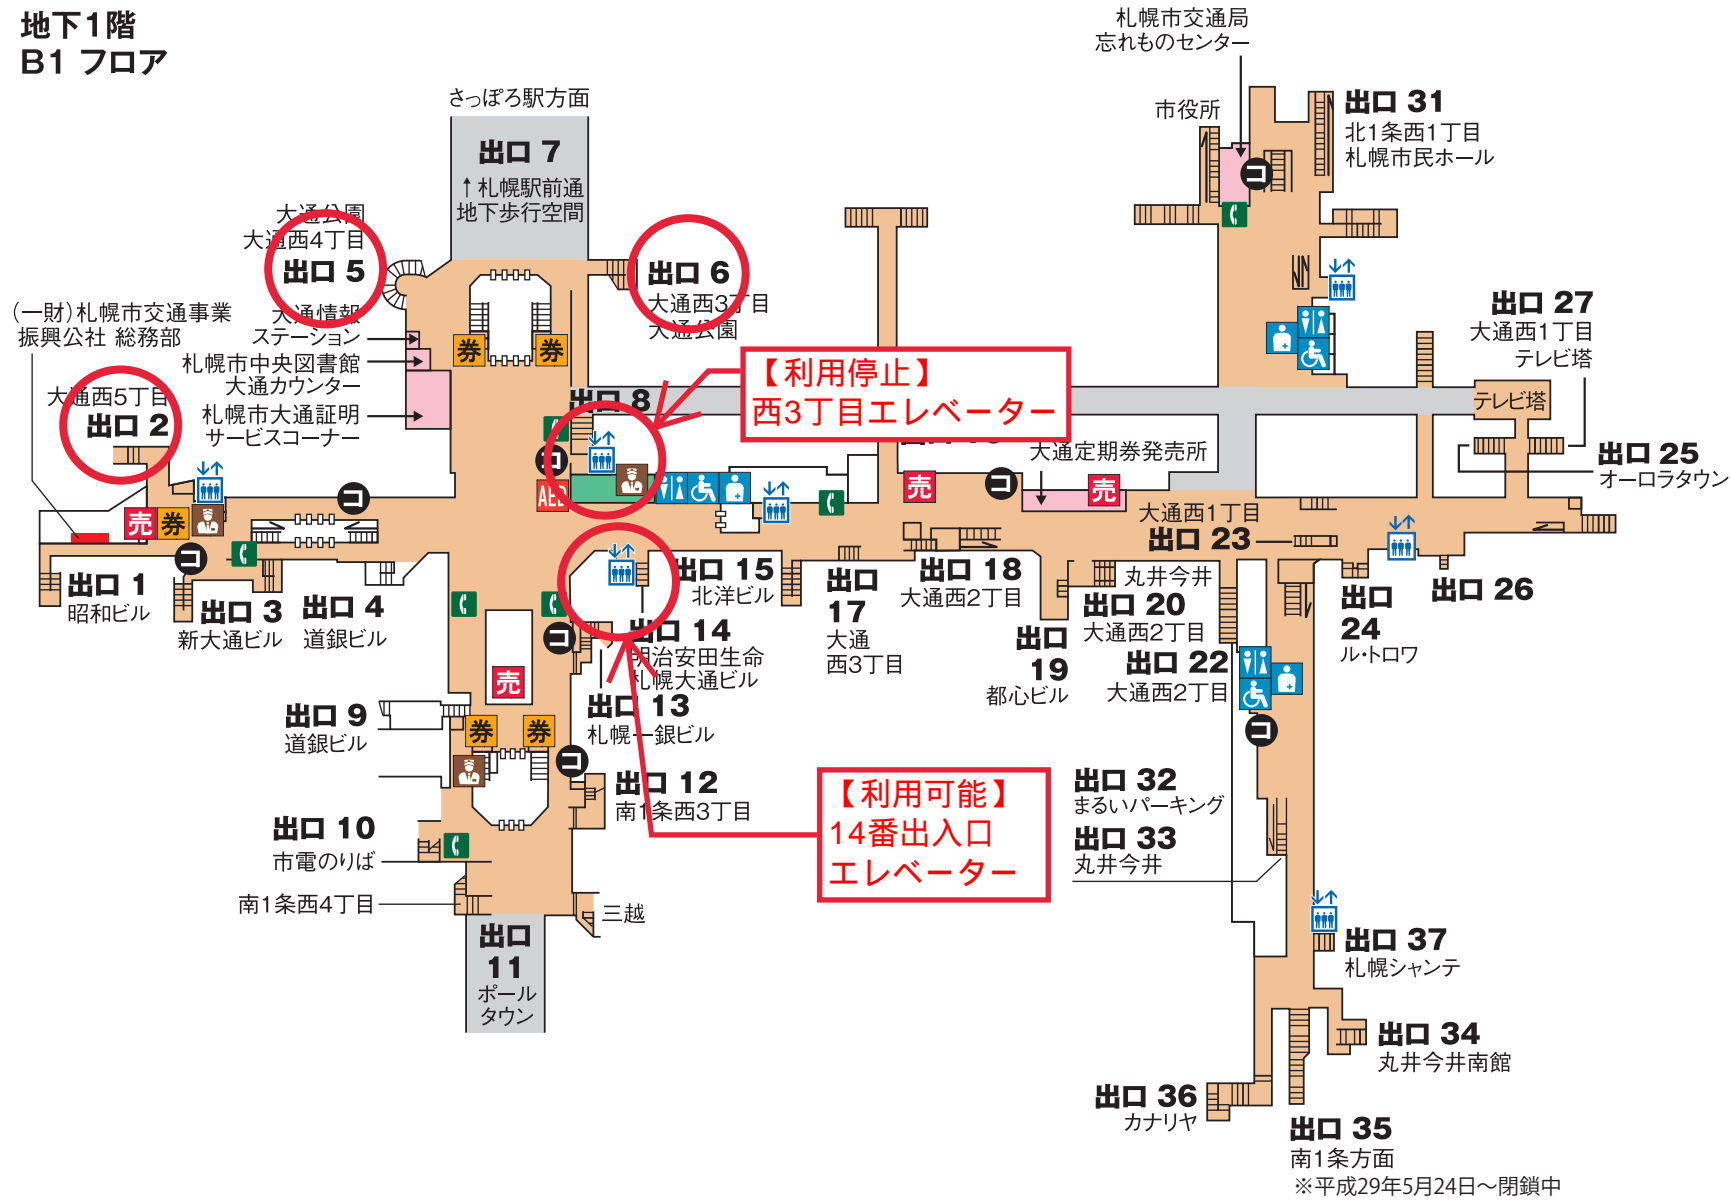 地下1階
B1 フロア
さっぽろ駅方面
出口 7
↑札幌駅前通
地下歩行空間
大通公園
大通西4丁目
出口 5
出口 6
大通西3丁目
大通公園
(一財)札幌市交通事業
振興公社 総務部
大通情報
ステーション
札幌市中央図書館
大通カウンター
札幌市大通証明
サービスコーナー
大通西5丁目
出口 2
券
券
出口 8
【利用停止】
西3丁目エレベーター
コ
AED
コ
売
券
コ
出口 1
昭和ビル
出口 3
新大通ビル
出口 4
道銀ビル
出口 15
北洋ビル
出口
17
大通
西3丁目
出口 14
明治安田生命
札幌大通ビル
コ
売
出口 13
札幌一銀ビル
出口 9
道銀ビル
券
券
コ
出口 12
南1条西3丁目
【利用可能】
14番出入口
エレベーター
出口 10
市電のりば
南1条西4丁目
三越
出口
11
ポール
タウン
札幌市交通局
忘れものセンター
市役所
コ
出口 31
北1条西1丁目
札幌市民ホール
出口 27
大通西1丁目
テレビ塔
テレビ塔
出口 25
オーロラタウン
売
コ
大通定期券発売所
売
大通西1丁目
出口 23
出口 18
大通西2丁目
丸井今井
出口 20
大通西2丁目
出口
19
都心ビル
出口 22
大通西2丁目
出口
24
ル・トロワ
出口 26
コ
出口 32
まるいパーキング
出口 33
丸井今井
出口 37
札幌シャンテ
出口 34
丸井今井南館
出口 36
カナリヤ
出口 35
南1条方面
※平成29年5月24日～閉鎖中